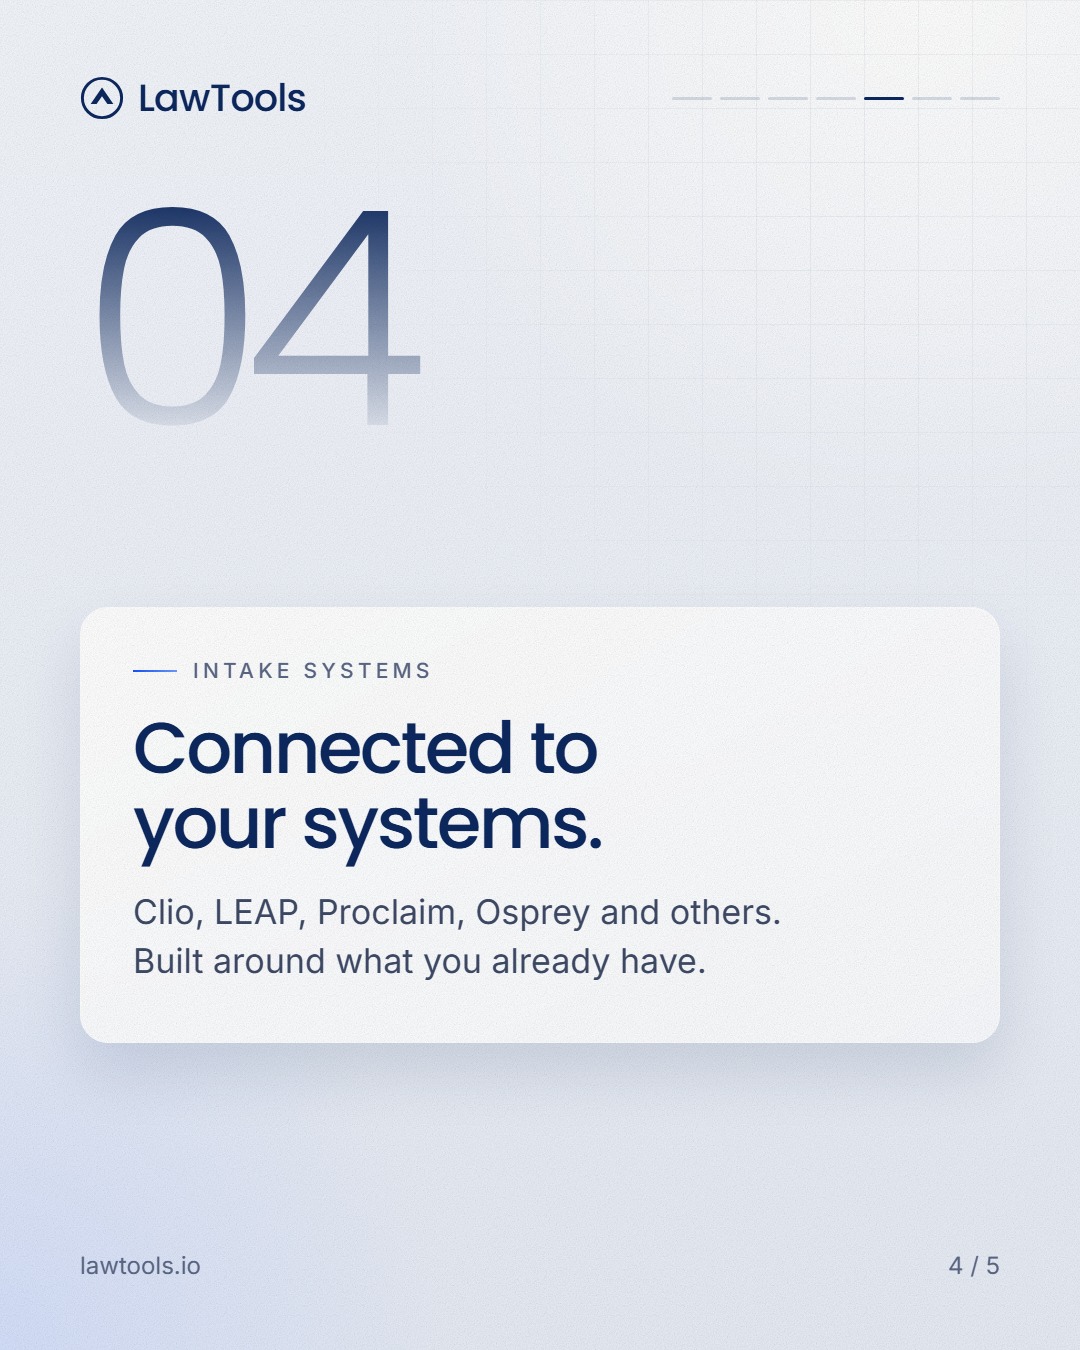 LawTools
04
INTAKE SYSTEMS
Connected to
your systems.
Clio, LEAP, Proclaim, Osprey and others.
Built around what you already have.
lawtools.io
4 / 5